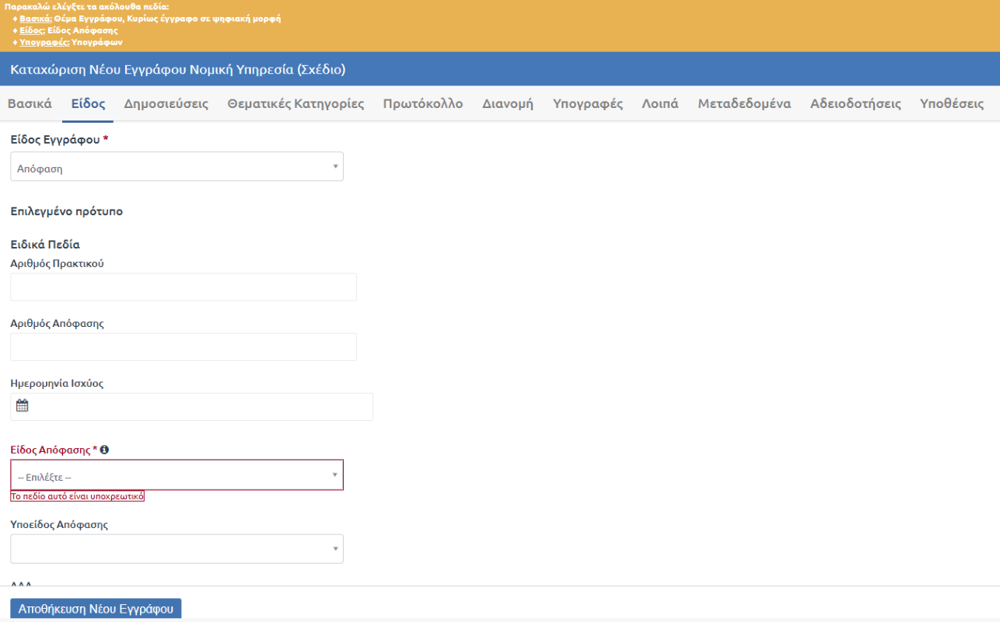 Παρακαλώ ελέγξτε τα ακόλουθα πεδία:
♦ Βασικά: Θέμα Εγγράφου, Κυρίως έγγραφο σε ψηφιακή μορφή
♦ Είδος: Είδος Απόφασης
♦ Υπογραφές: Υπογράφων
Καταχώριση Νέου Εγγράφου Νομική Υπηρεσία (Σχέδιο)
Βασικά Είδος Δημοσιεύσεις Θεματικές Κατηγορίες Πρωτόκολλο Διανομή Υπογραφές Λοιπά Μεταδεδομένα Αδειοδοτήσεις Υποθέσεις
Είδος Εγγράφου *
Απόφαση
Επιλεγμένο πρότυπο
Ειδικά Πεδία
Αριθμός Πρακτικού
Αριθμός Απόφασης
Ημερομηνία Ισχύος
Είδος Απόφασης *
-- Επιλέξτε --
Το πεδίο αυτό είναι υποχρεωτικό
Υποείδος Απόφασης
Αποθήκευση Νέου Εγγράφου